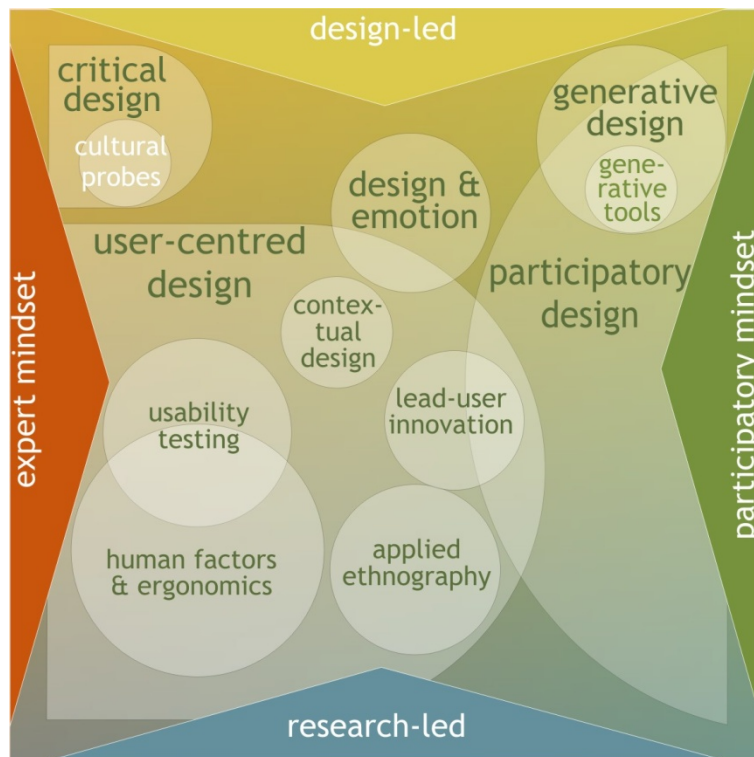 design-led
critical
design
cultural
probes
generative
design
gene-
rative
tools
design &
emotion
user-centred
design
participatory
design
contex-
tual
design
lead-user
innovation
usability
testing
human factors
& ergonomics
applied
ethnography
expert mindset
participatory mindset
research-led